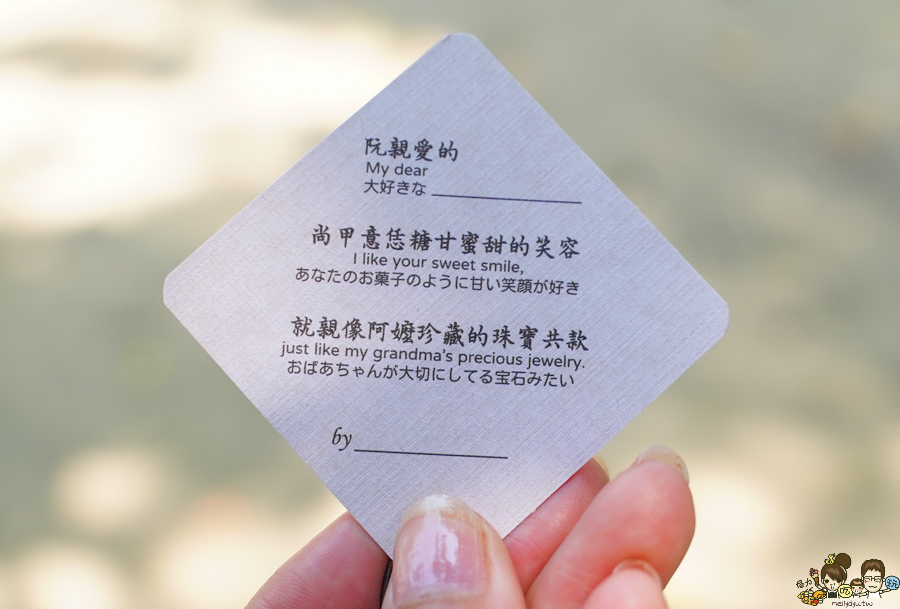 阮親愛的
My dear
大好きな
尚甲意恁糖甘蜜甜的笑容
I like your sweet smile,
あなたのお菓子のように甘い笑顔が好き
就親像阿嬤珍藏的珠寶共款
just like my grandma's precious jewelry.
おばあちゃんが大切にしてる宝石みたい
by
neilydyu.tw